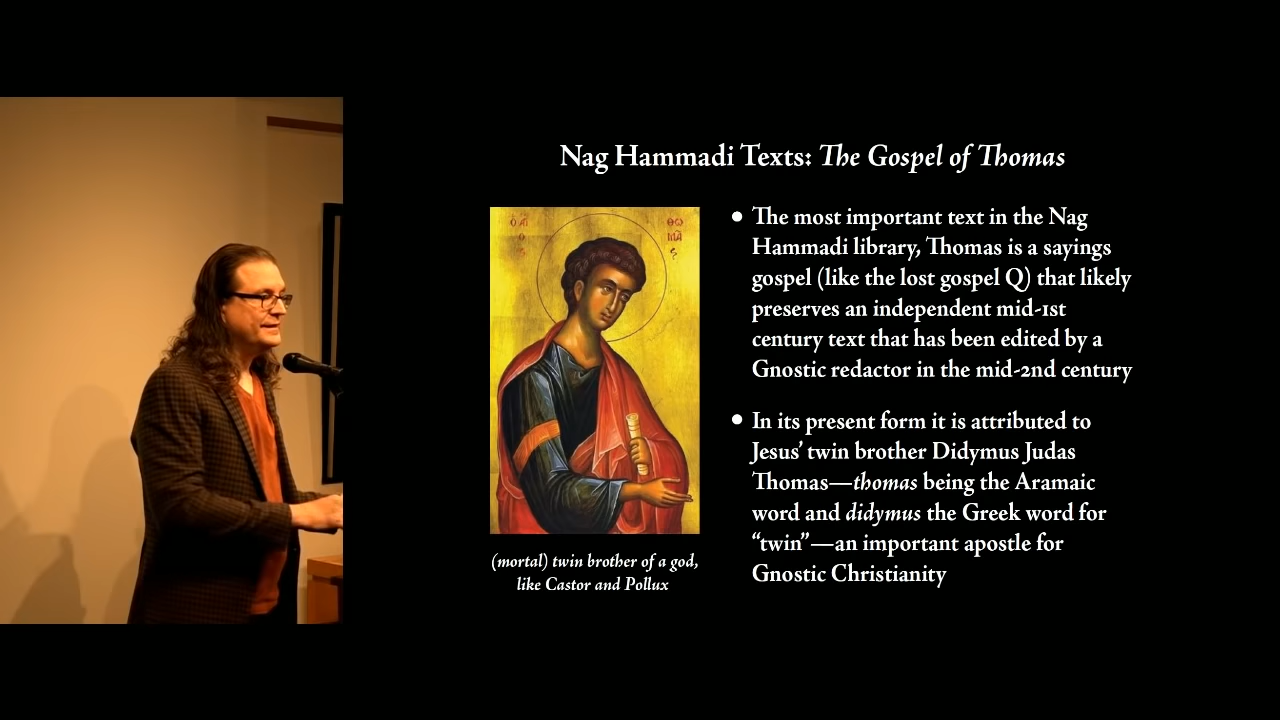 Nag Hammadi Texts: The Gospel of Thomas
• The most important text in the Nag
Hammadi library, Thomas is a sayings
gospel (like the lost gospel Q) that likely
preserves an independent mid-1st
century text that has been edited by a
Gnostic redactor in the mid-2nd century
• In its present form it is attributed to
Jesus’ twin brother Didymus Judas
Thomas—thomas being the Aramaic
word and didymus the Greek word for
“twin”—an important apostle for
Gnostic Christianity
(mortal) twin brother of a god,
like Castor and Pollux